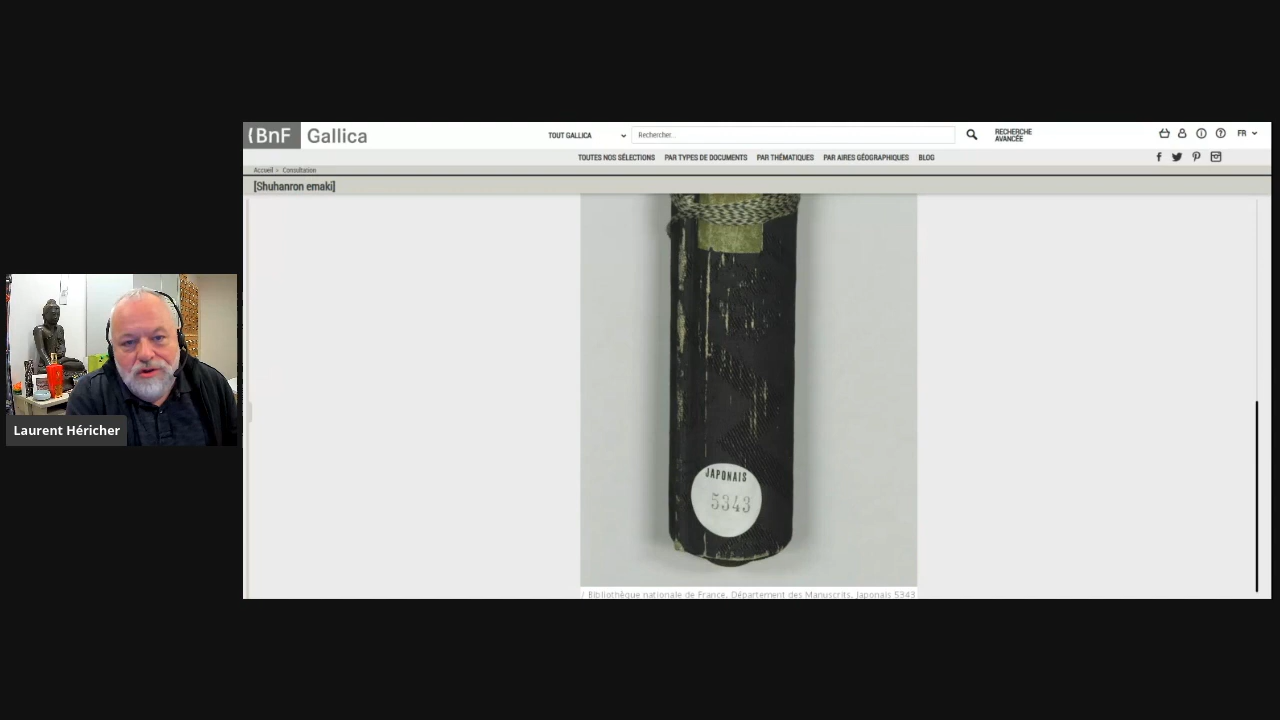 (BnF Gallica
TOUT GALLICA
Rechercher...
RECHERCHE
AVANCÉE
FR
TOUTES NOS SÉLECTIONS PAR TYPES DE DOCUMENTS PAR THÉMATIQUES PAR AIRES GÉOGRAPHIQUES BLOG
Accueil > Consultation
[Shuhanron emaki]
JAPONAIS
5343
/ Bibliothèque nationale de France. Département des Manuscrits. Japonais 5343
Laurent Héricher